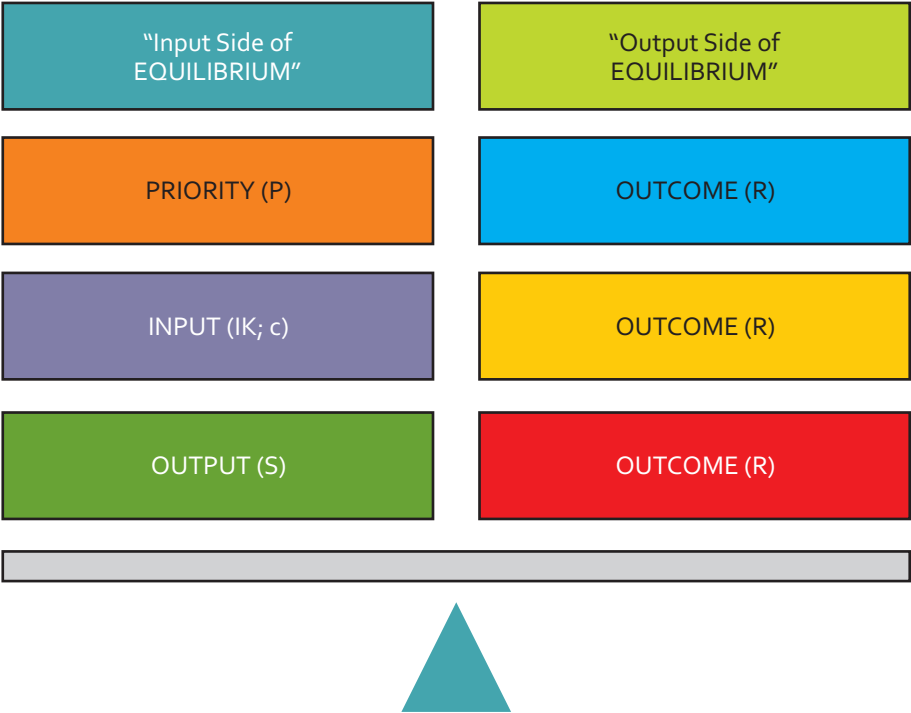 “Input Side of
EQUILIBRIUM”
“Output Side of
EQUILIBRIUM”
PRIORITY (P)
OUTCOME (R)
INPUT (IK; c)
OUTCOME (R)
OUTPUT (S)
OUTCOME (R)